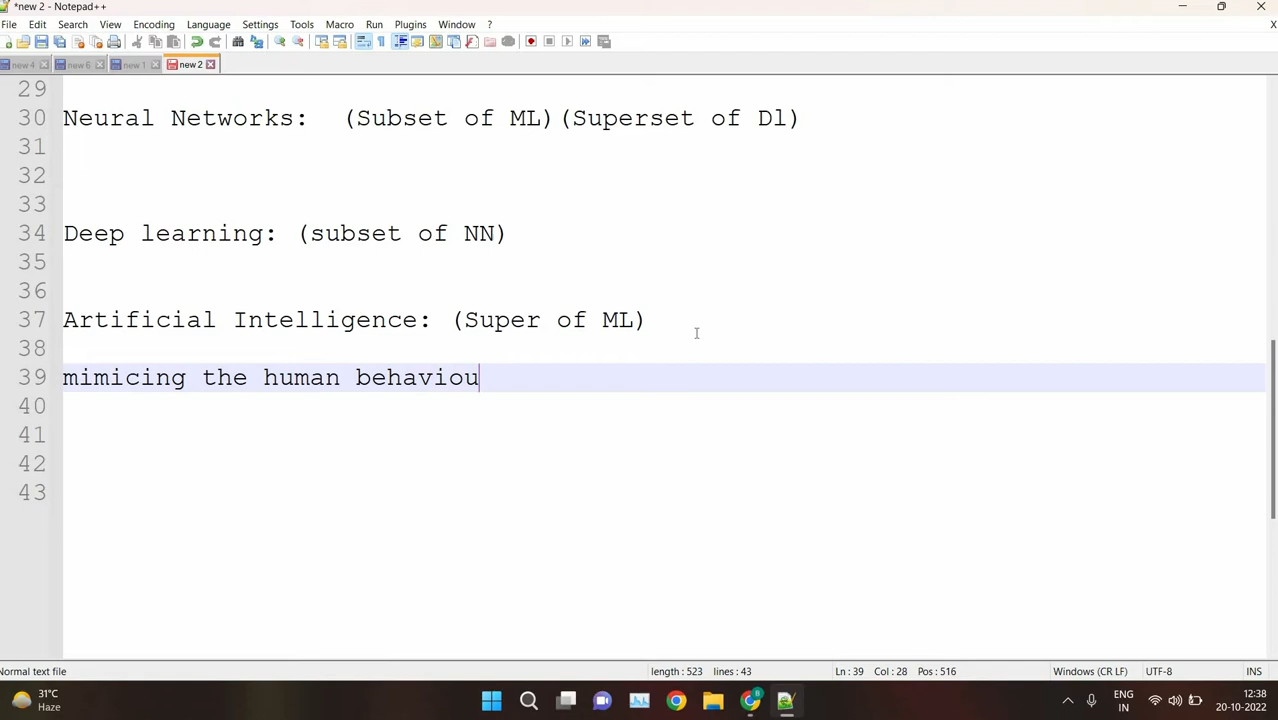 *new 2 - Notepad++
File Edit Search View Encoding Language Settings Tools Macro Run Plugins Window ?
X
new 4 new 6 new 1 new 2
29
30 Neural Networks:  (Subset of ML)(Superset of Dl)
31
32
33
34 Deep learning: (subset of NN)
35
36
37 Artificial Intelligence: (Super of ML)
38
39 mimicing the human behaviou
40
41
42
43
Normal text file length : 523 lines : 43 Ln : 39 Col : 28 Pos : 516 Windows (CR LF) UTF-8 INS
31°C
Haze
ENG
IN
12:38
20-10-2022